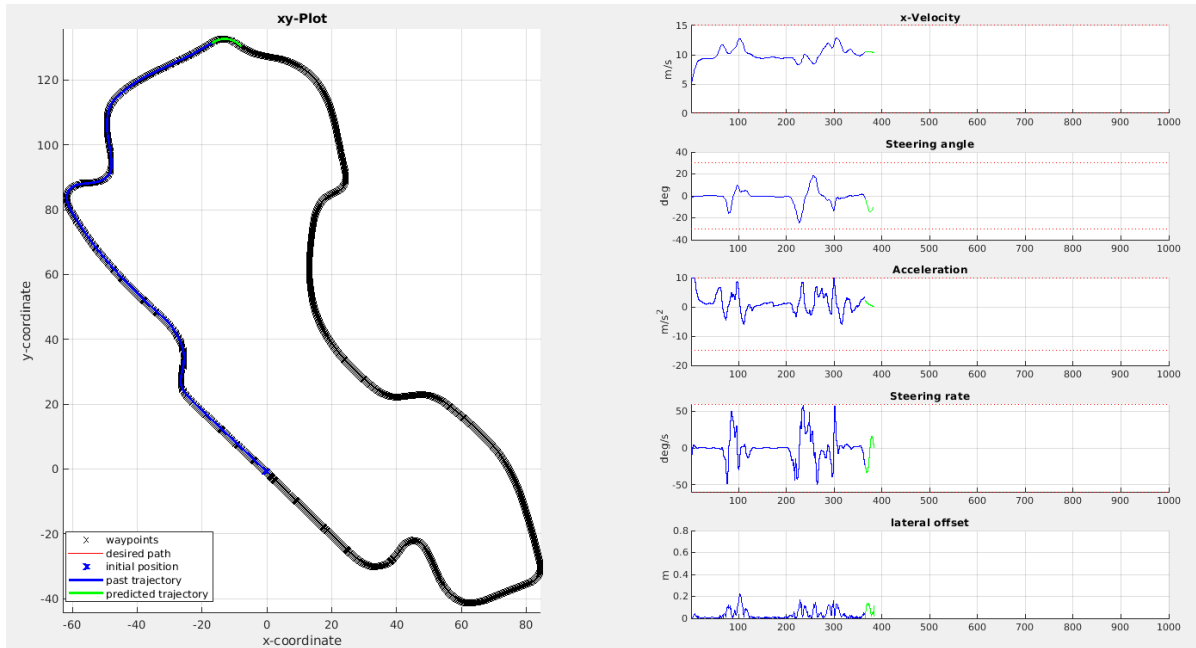 xy-Plot
120
100
80
60
40
20
0
-20
-40
y-coordinate
-60
-40
-20
0
20
40
60
80
x-coordinate
waypoints
desired path
initial position
past trajectory
predicted trajectory
x-Velocity
15
10
5
0
m/s
100 200 300 400 500 600 700 800 900 1000
Steering angle
40
20
0
-20
-40
deg
100 200 300 400 500 600 700 800 900 1000
Acceleration
10
0
-10
-20
m/s²
100 200 300 400 500 600 700 800 900 1000
Steering rate
50
0
-50
deg/s
100 200 300 400 500 600 700 800 900 1000
lateral offset
0.8
0.6
0.4
0.2
0
m
100 200 300 400 500 600 700 800 900 1000